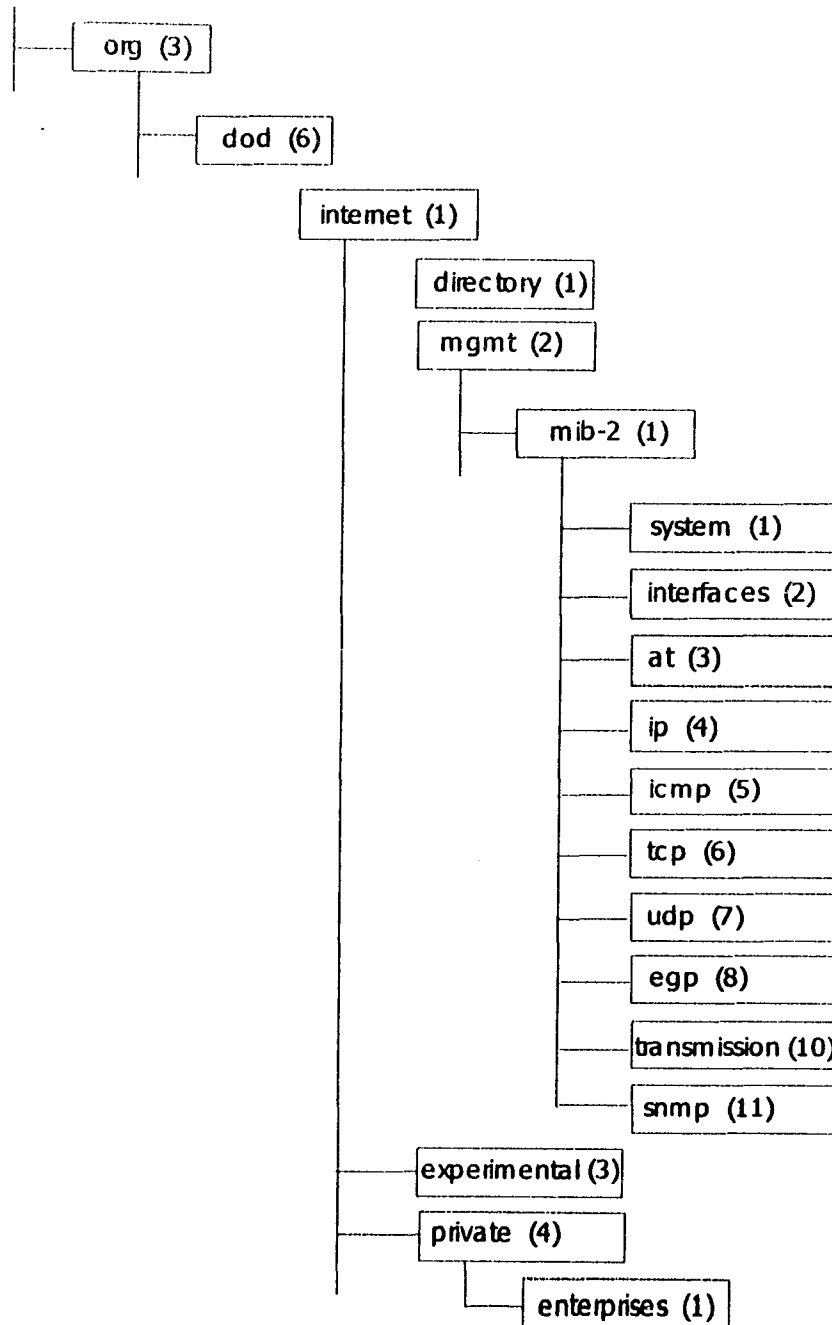 org (3)
dod (6)
internet (1)
directory (1)
mgmt (2)
mib-2 (1)
system (1)
interfaces (2)
at (3)
ip (4)
icmp (5)
tcp (6)
udp (7)
egp (8)
transmission (10)
snmp (11)
experimental (3)
private (4)
enterprises (1)